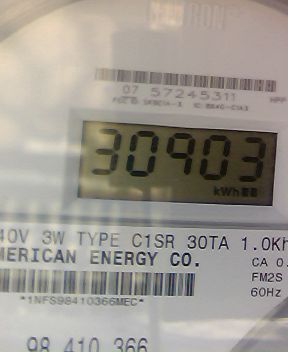 07 57245311
30903
kWh
40V 3W TYPE C1SR 30TA 1.0Kh
MERICAN ENERGY CO.
CA 0.
FM2S
60Hz
*1NFS98410366MEC*
98 410 366